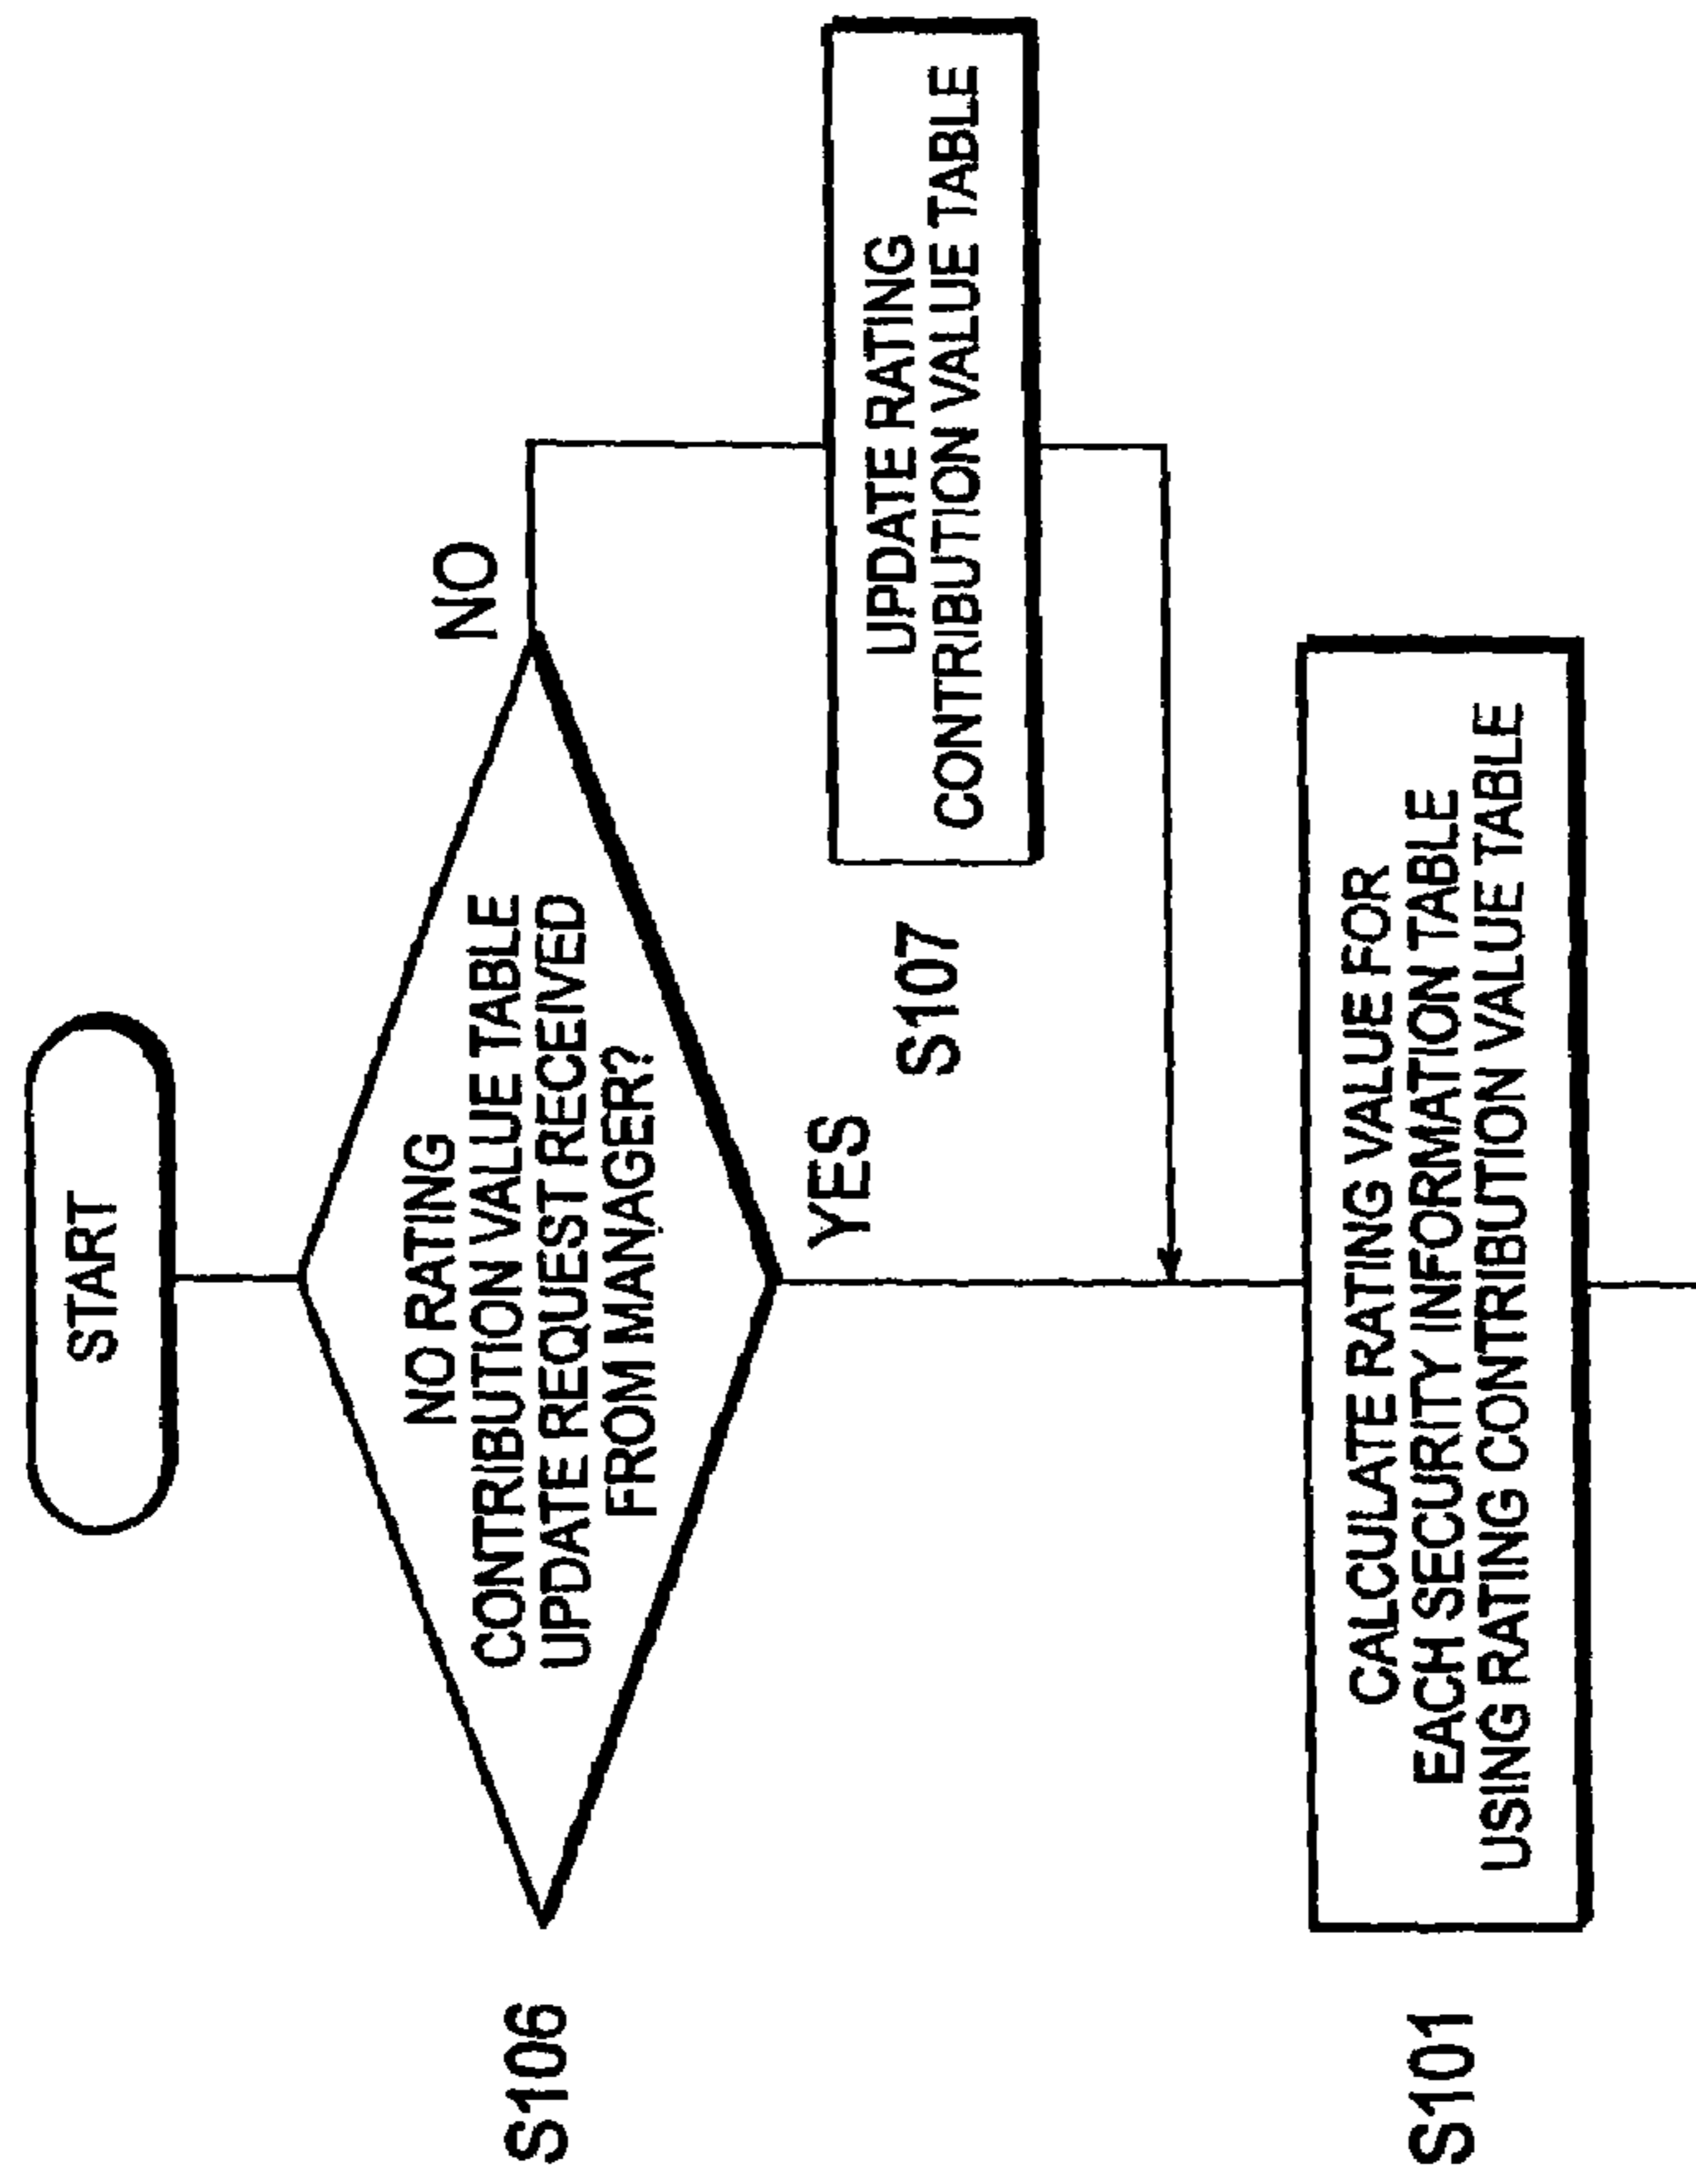 START
S106
NO RATING
CONTRIBUTION VALUE TABLE
UPDATE REQUEST RECEIVED
FROM MANAGER?
NO
YES
S107
UPDATE RATING
CONTRIBUTION VALUE TABLE
S101
CALCULATE RATING VALUE FOR
EACH SECURITY INFORMATION TABLE
USING RATING CONTRIBUTION VALUE TABLE